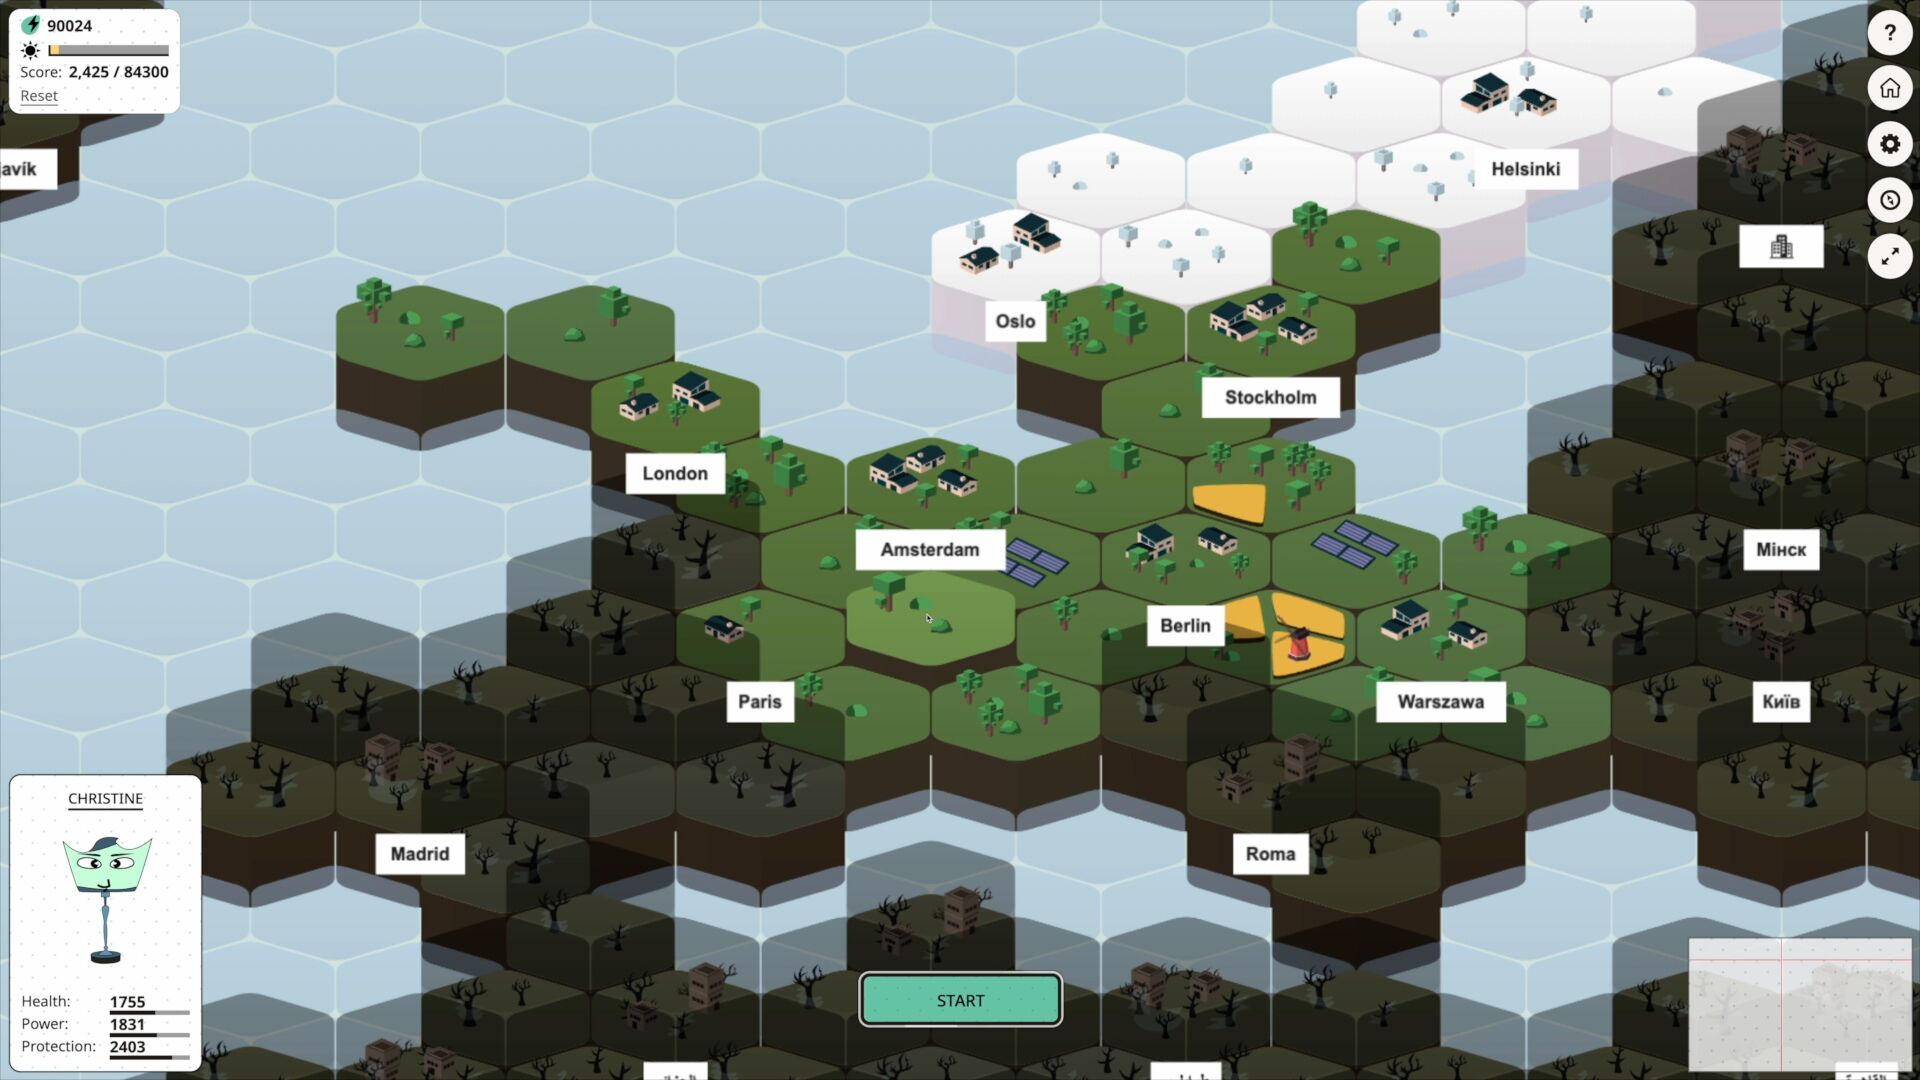 90024
Score: 2,425 / 84300
Reset
?
javík
Helsinki
Oslo
Stockholm
London
Amsterdam
Мінск
Berlin
Paris
Warszawa
Київ
CHRISTINE
Madrid
Roma
Health: 1755
Power: 1831
Protection: 2403
START